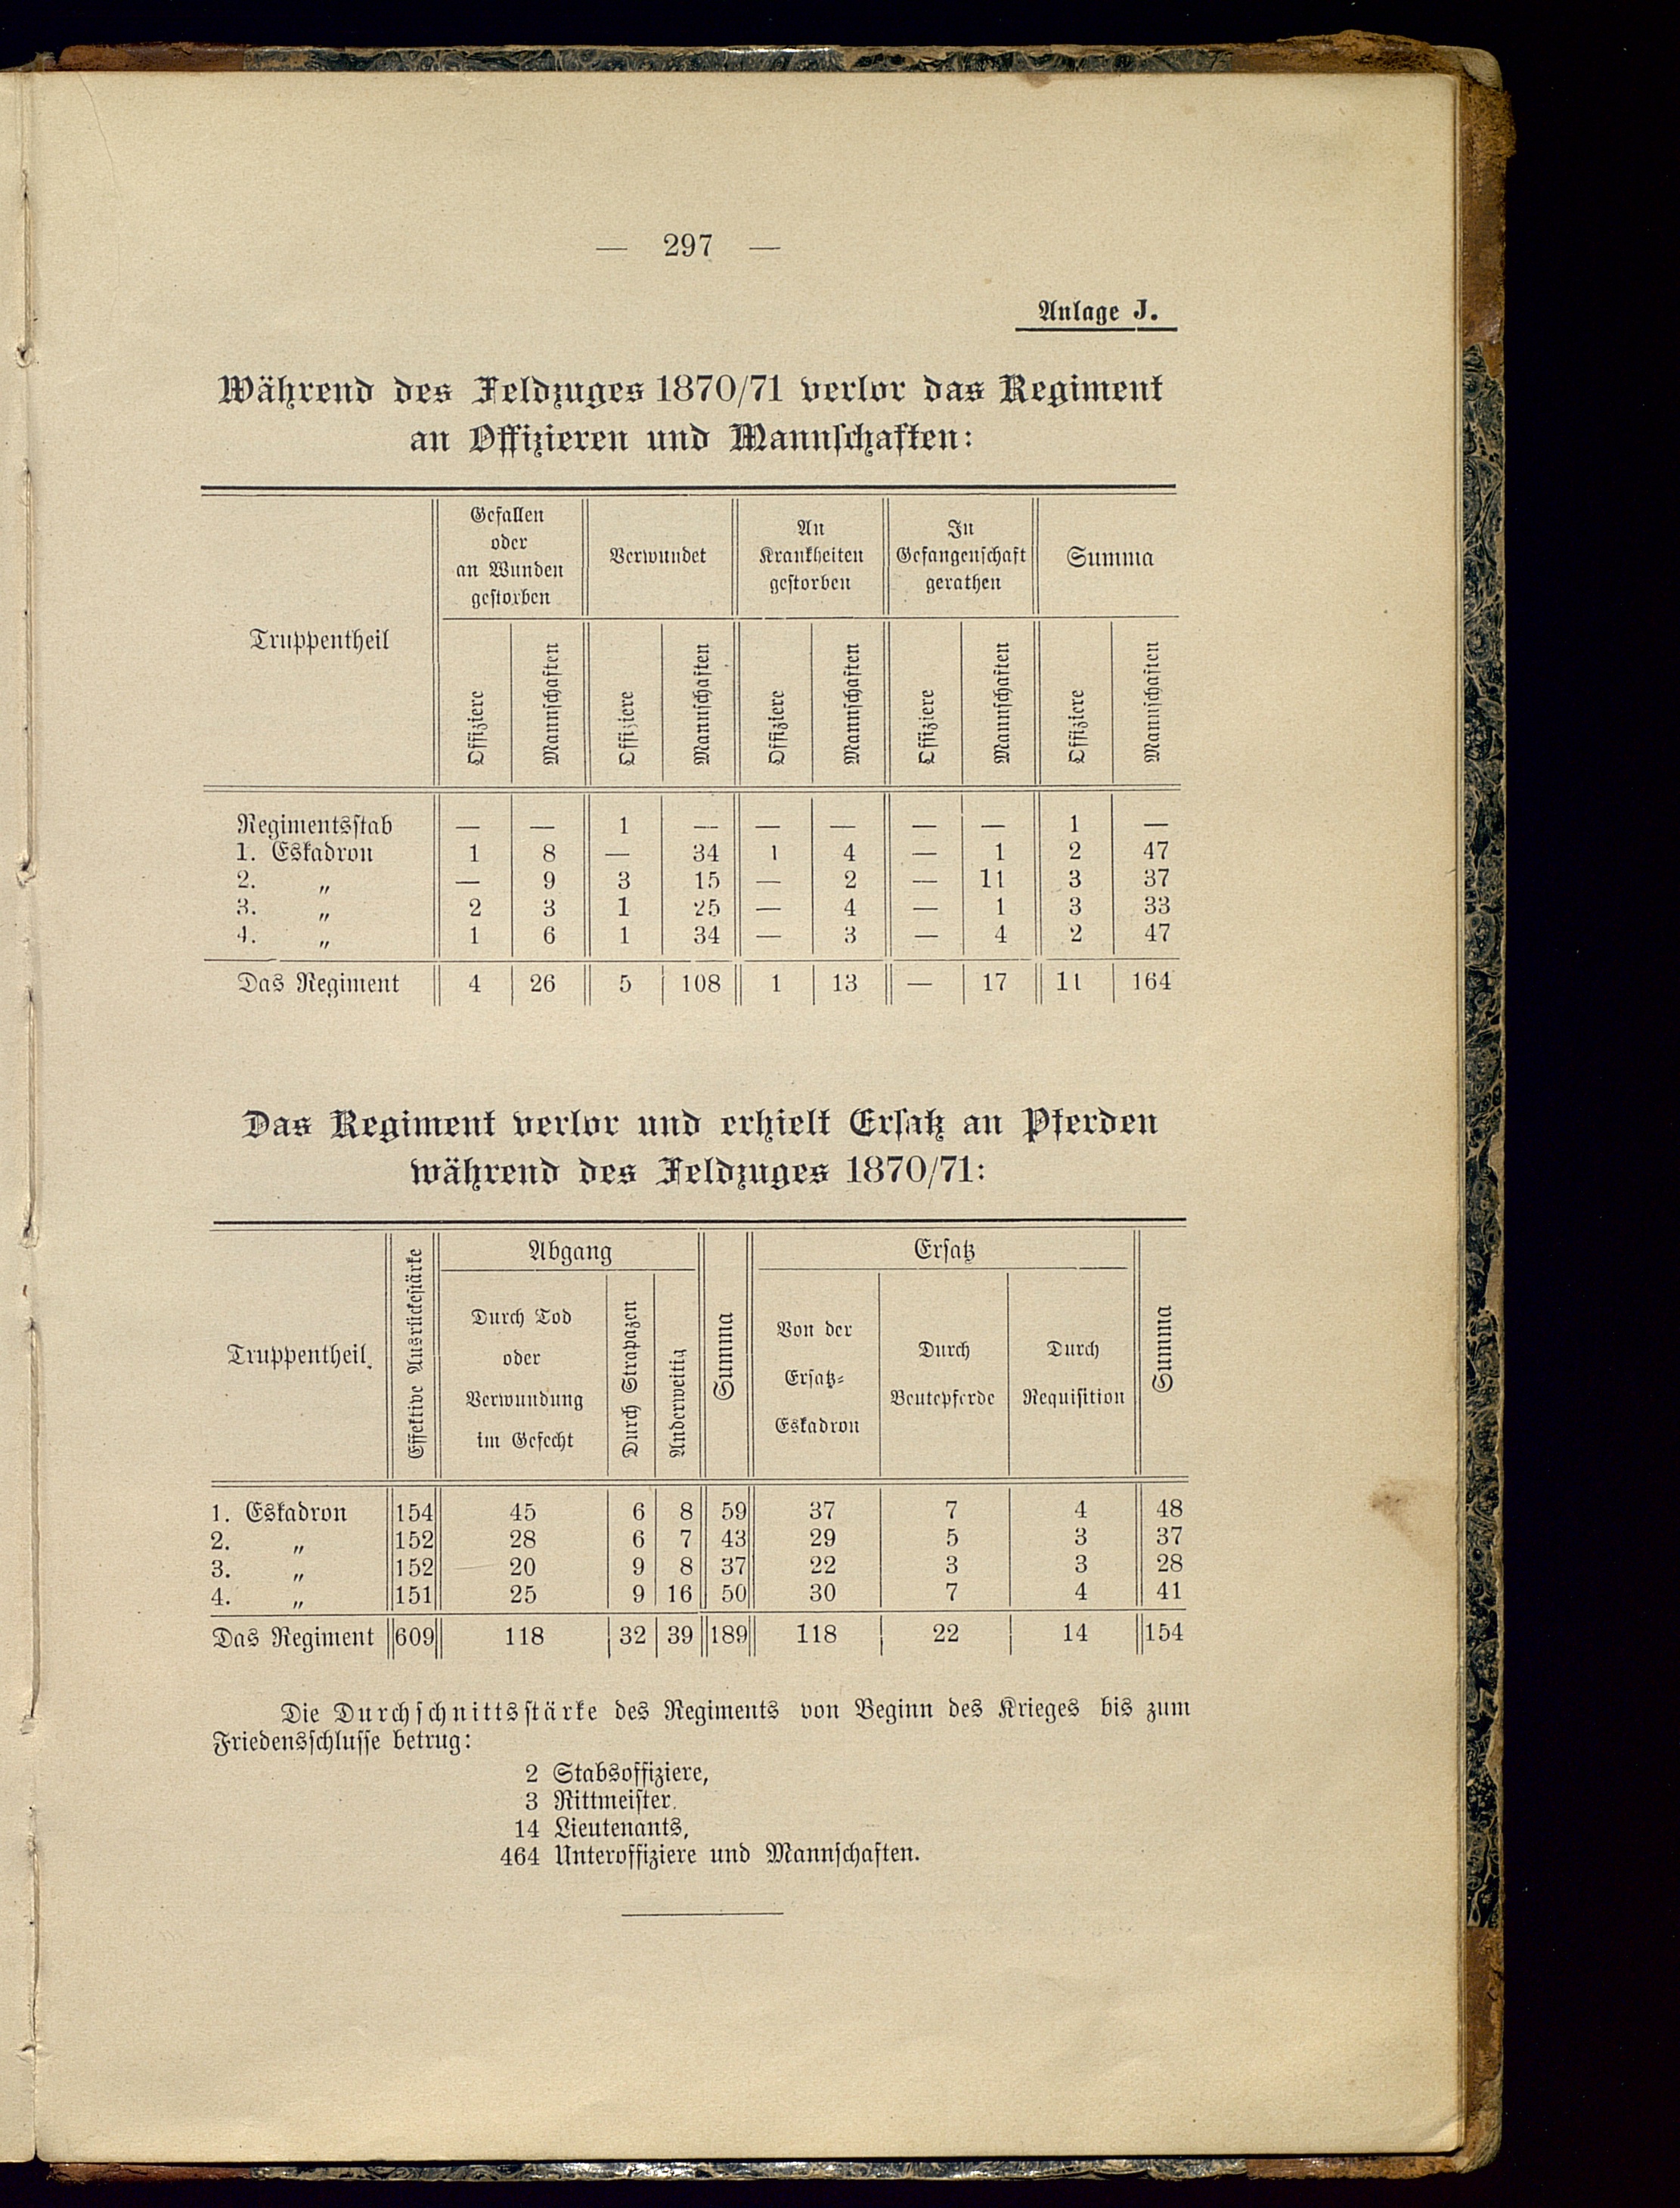 — 297 —
Anlage J.
Während des Feldzuges 1870/71 verlor das Regiment
an Offizieren und Mannschaften:
Truppentheil | Gefallen oder an Wunden gestorben | Verwundet | An Krankheiten gestorben | In Gefangenschaft gerathen | Summa
Offiziere | Mannschaften | Offiziere | Mannschaften | Offiziere | Mannschaften | Offiziere | Mannschaften | Offiziere | Mannschaften
Regimentsstab | — | — | 1 | — | — | — | — | — | 1 | —
1. Eskadron | 1 | 8 | — | 34 | 1 | 4 | — | 1 | 2 | 47
2. „ | — | 9 | 3 | 15 | — | 2 | — | 11 | 3 | 37
3. „ | 2 | 3 | 1 | 25 | — | 4 | — | 1 | 3 | 33
4. „ | 1 | 6 | 1 | 34 | — | 3 | — | 4 | 2 | 47
Das Regiment | 4 | 26 | 5 | 108 | 1 | 13 | — | 17 | 11 | 164
Das Regiment verlor und erhielt Ersatz an Pferden
während des Feldzuges 1870/71:
Truppentheil. | Effektive Ausrückestärke | Abgang | Summa | Ersatz | Summa
Durch Tod oder Verwundung im Gefecht | Durch Strapazen | Anderweitig | Von der Ersatz-Eskadron | Durch Beutepferde | Durch Requisition
1. Eskadron | 154 | 45 | 6 | 8 | 59 | 37 | 7 | 4 | 48
2. „ | 152 | 28 | 6 | 7 | 43 | 29 | 5 | 3 | 37
3. „ | 152 | 20 | 9 | 8 | 37 | 22 | 3 | 3 | 28
4. „ | 151 | 25 | 9 | 16 | 50 | 30 | 7 | 4 | 41
Das Regiment | 609 | 118 | 32 | 39 | 189 | 118 | 22 | 14 | 154
Die Durchschnittsstärke des Regiments von Beginn des Krieges bis zum
Friedensschlusse betrug:
2 Stabsoffiziere,
3 Rittmeister.
14 Lieutenants,
464 Unteroffiziere und Mannschaften.